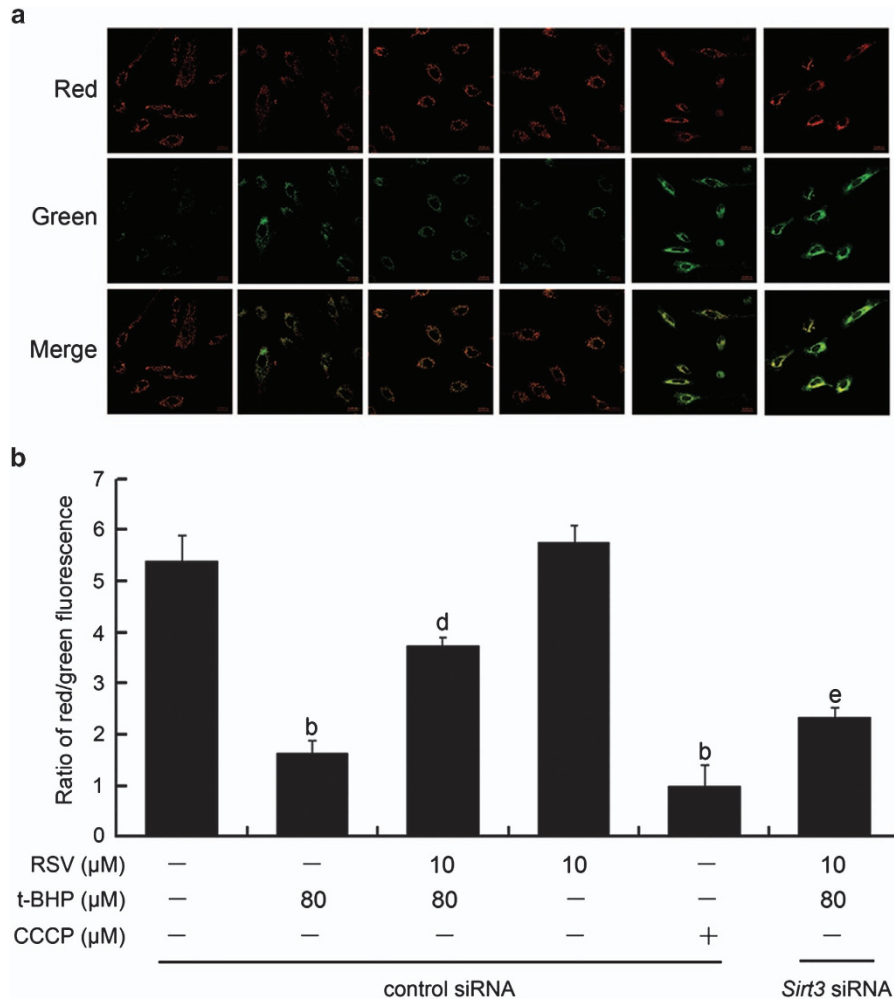 a
Red
Green
Merge
b
Ratio of red/green fluorescence
7
6
5
4
3
2
1
0
b
d
b
e
RSV (µM) – – 10 10 – 10
t-BHP (µM) – 80 80 – – 80
CCCP (µM) – – – – + –
control siRNA Sirt3 siRNA